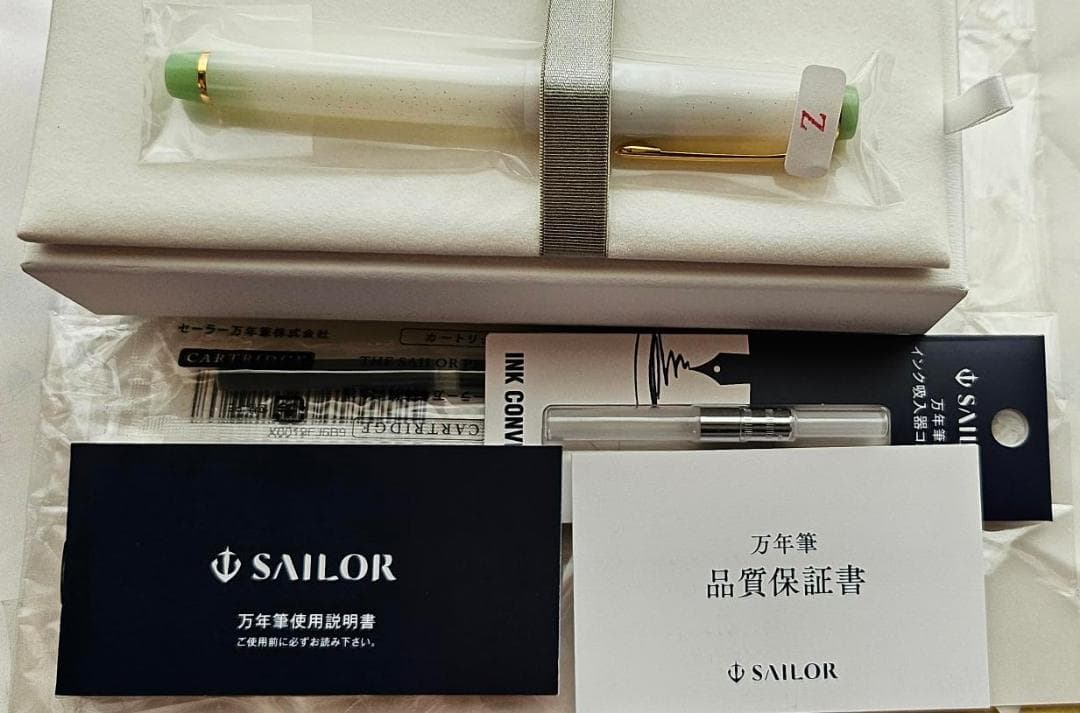 Z
セーラー万年筆株式会社
カートリッ
CARTRIDGE
THE SAILOR P
CARTRIDGE
INK CONV
SAIL
万年筆
インク吸入器コ
SAILOR
万年筆使用説明書
ご使用前に必ずお読み下さい。
万年筆
品質保証書
SAILOR